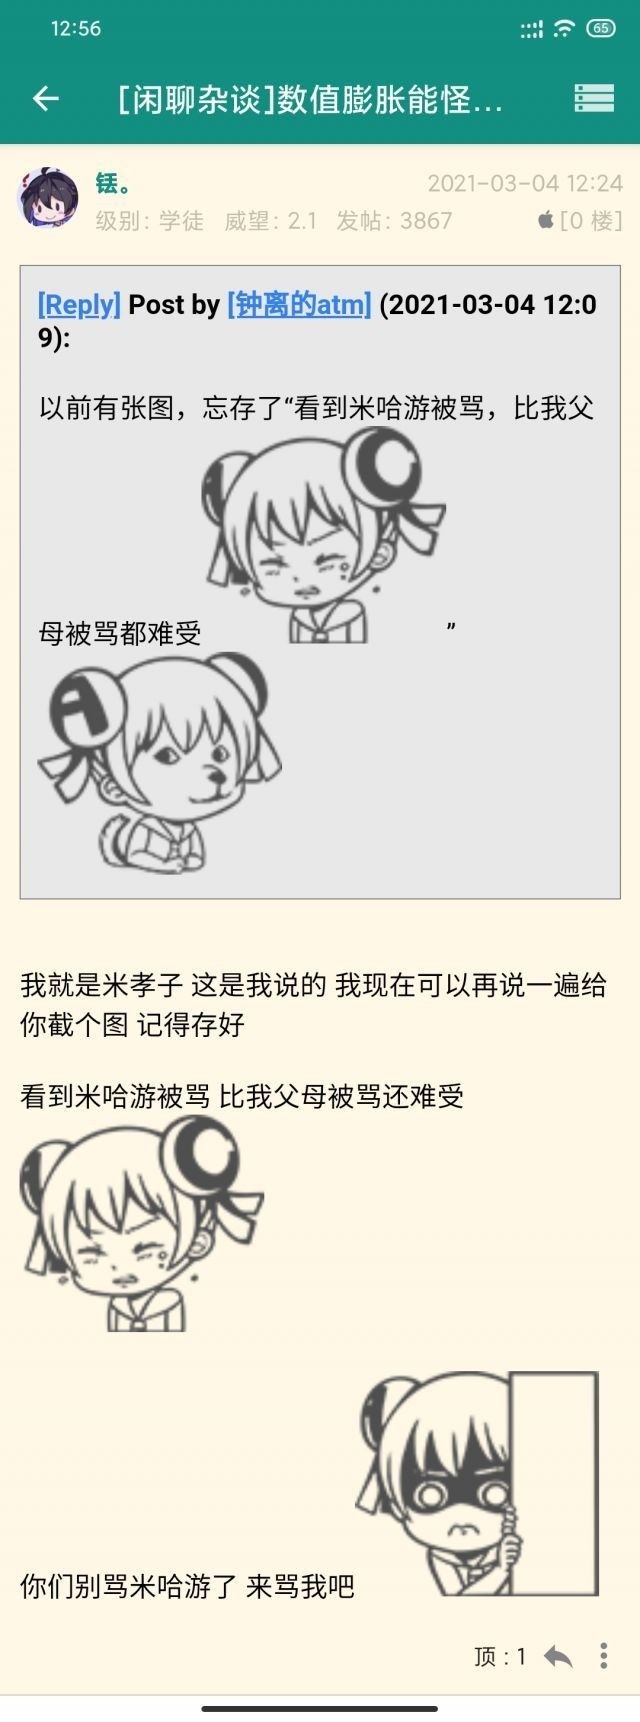 12:56
65
[闲聊杂谈]数值膨胀能怪...
铥。
2021-03-04 12:24
级别: 学徒 威望: 2.1 发帖: 3867
[0 楼]
[Reply] Post by [钟离的atm] (2021-03-04 12:0
9):
以前有张图，忘存了“看到米哈游被骂，比我父
母被骂都难受
”
我就是米孝子 这是我说的 我现在可以再说一遍给
你截个图 记得存好
看到米哈游被骂 比我父母被骂还难受
你们别骂米哈游了 来骂我吧
顶 : 1